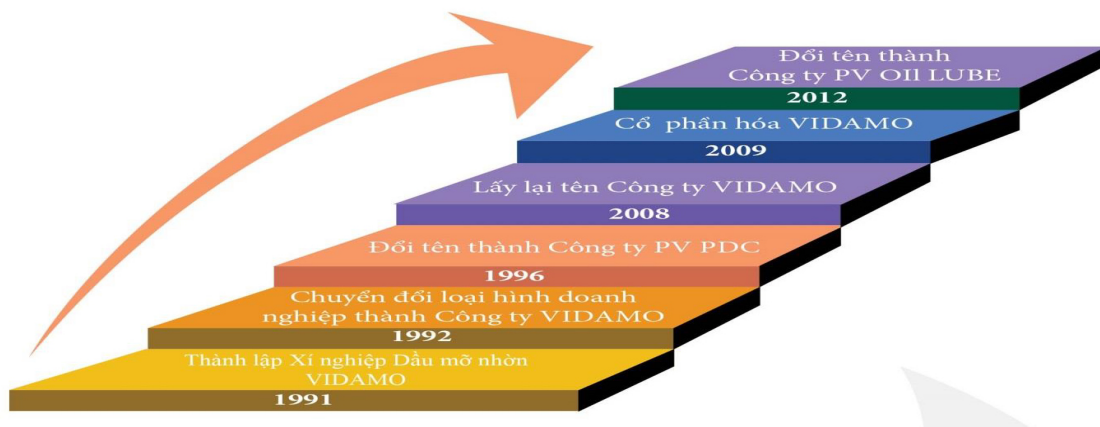 Đổi tên thành
Công ty PV OIl LUBE
2012
Cổ phần hóa VIDAMO
2009
Lấy lại tên Công ty VIDAMO
2008
Đổi tên thành Công ty PV PDC
1996
Chuyển đổi loại hình doanh
nghiệp thành Công ty VIDAMO
1992
Thành lập Xí nghiệp Dầu mỡ nhờn
VIDAMO
1991